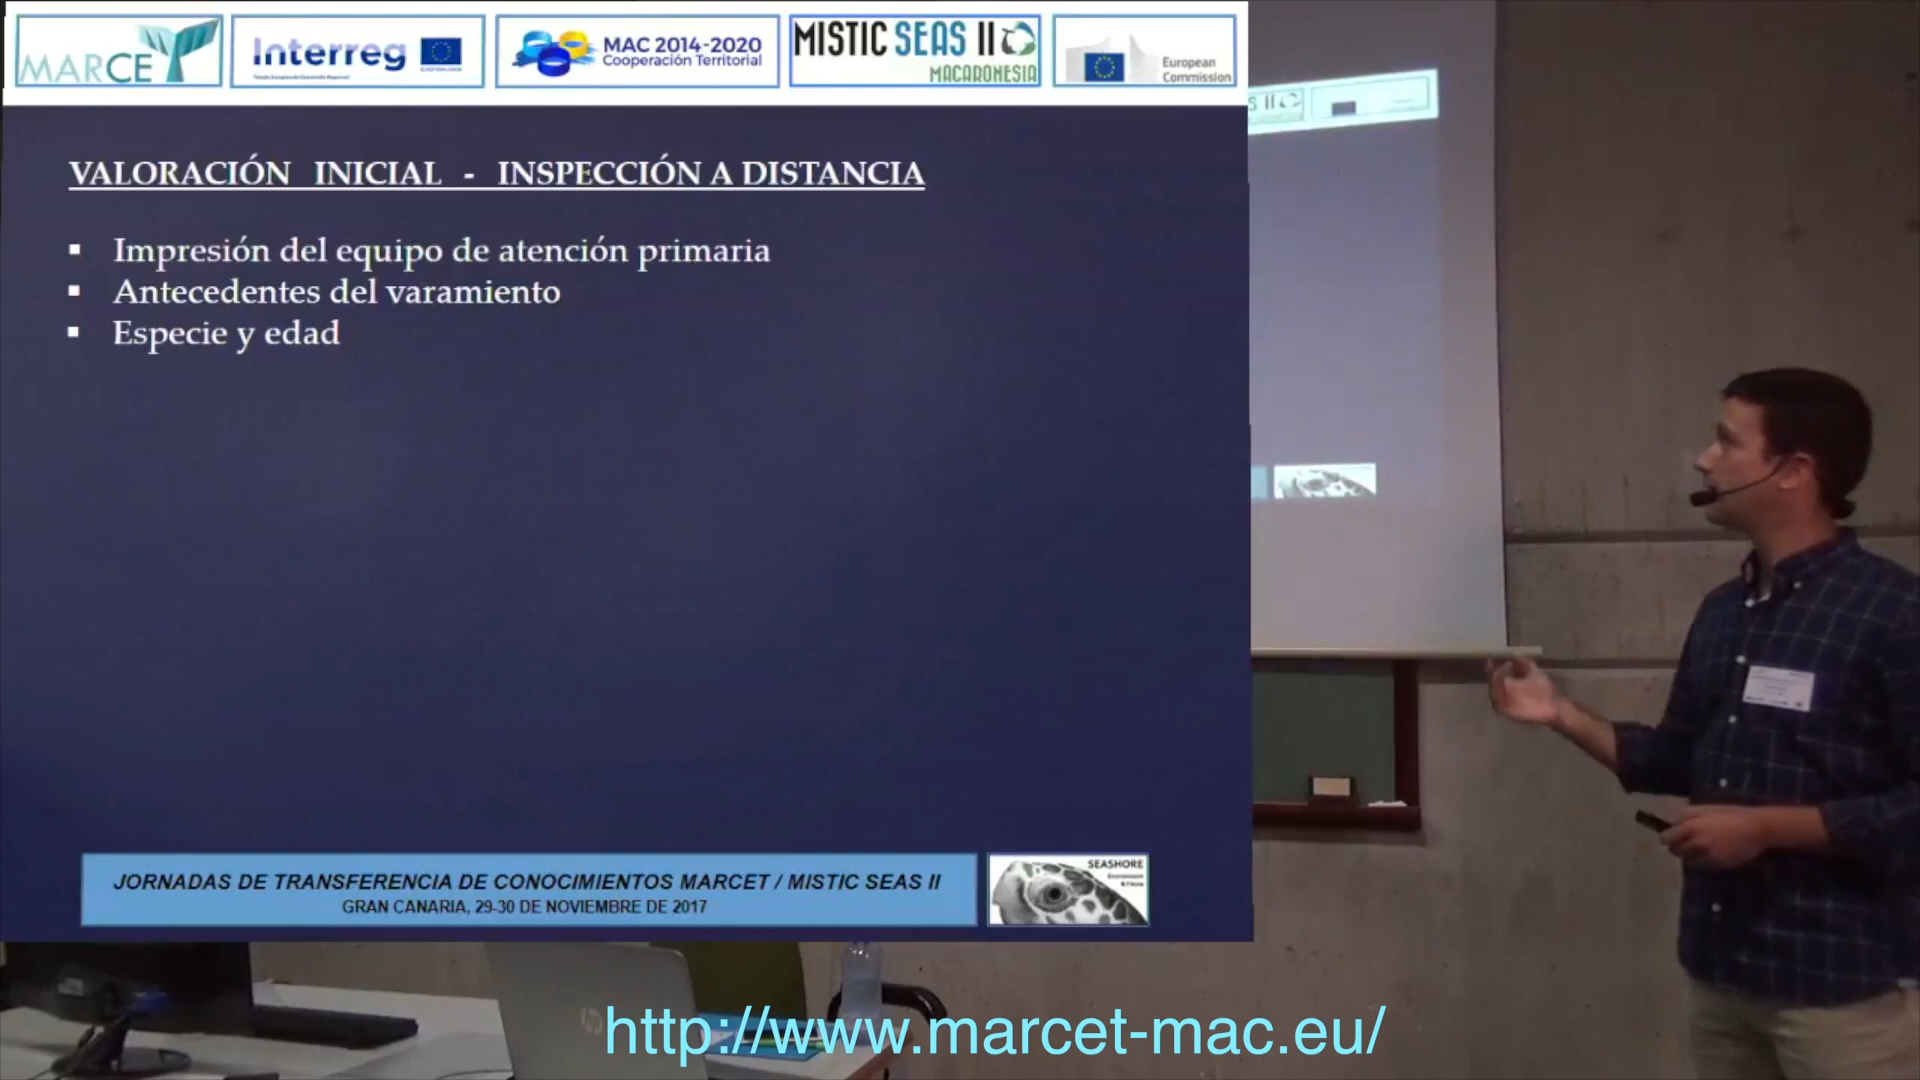 MARCET
Interreg
MAC 2014-2020
Cooperación Territorial
MISTIC SEAS II
MACARONESIA
European
Commission
VALORACIÓN INICIAL - INSPECCIÓN A DISTANCIA
▪ Impresión del equipo de atención primaria
▪ Antecedentes del varamiento
▪ Especie y edad
JORNADAS DE TRANSFERENCIA DE CONOCIMIENTOS MARCET / MISTIC SEAS II
GRAN CANARIA, 29-30 DE NOVIEMBRE DE 2017
SEASHORE
http://www.marcet-mac.eu/